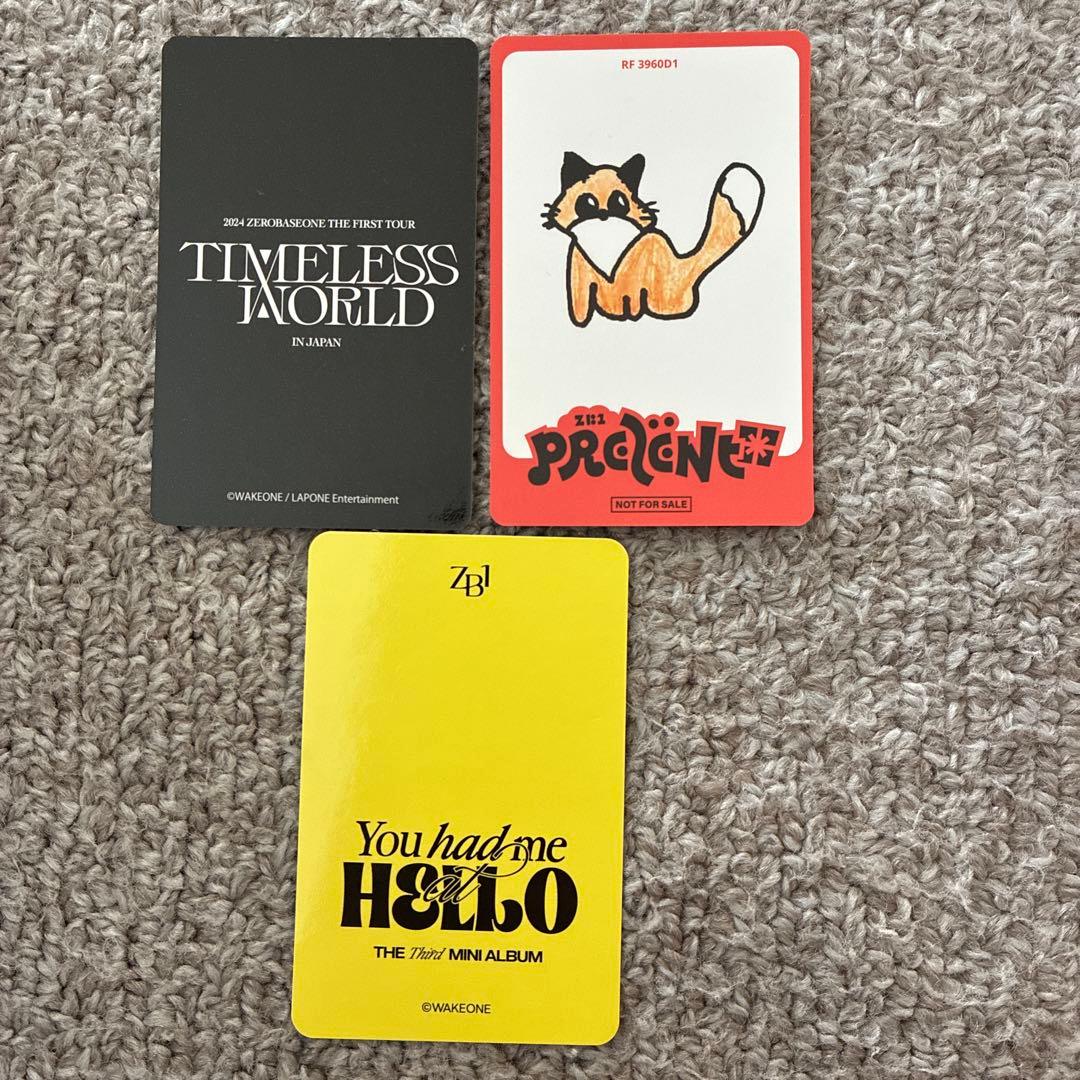 2024 ZEROBASEONE THE FIRST TOUR
TIMELESS
WORLD
IN JAPAN
©WAKEONE / LAPONE Entertainment
RF 3960D1
ZB1
PRESENT
NOT FOR SALE
ZB1
You had me
at
HELLO
THE Third MINI ALBUM
©WAKEONE